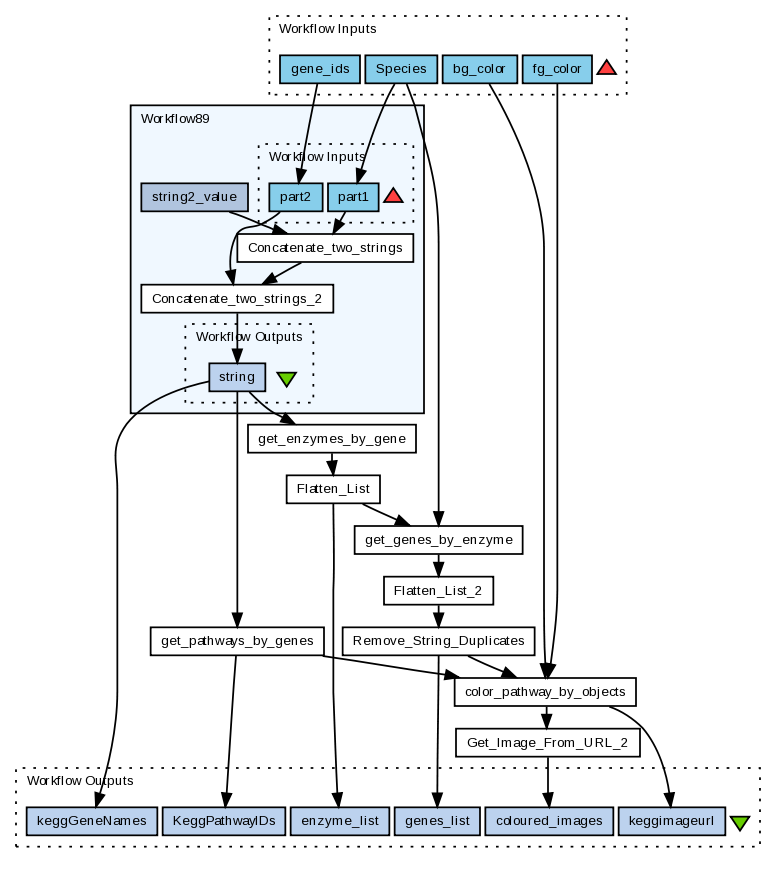 Workflow Inputs
gene_ids Species bg_color fg_color
Workflow89
Workflow Inputs
string2_value part2 part1
Concatenate_two_strings
Concatenate_two_strings_2
Workflow Outputs
string
get_enzymes_by_gene
Flatten_List
get_genes_by_enzyme
Flatten_List_2
get_pathways_by_genes Remove_String_Duplicates
color_pathway_by_objects
Get_Image_From_URL_2
Workflow Outputs
keggGeneNames KeggPathwayIDs enzyme_list genes_list coloured_images keggimageurl